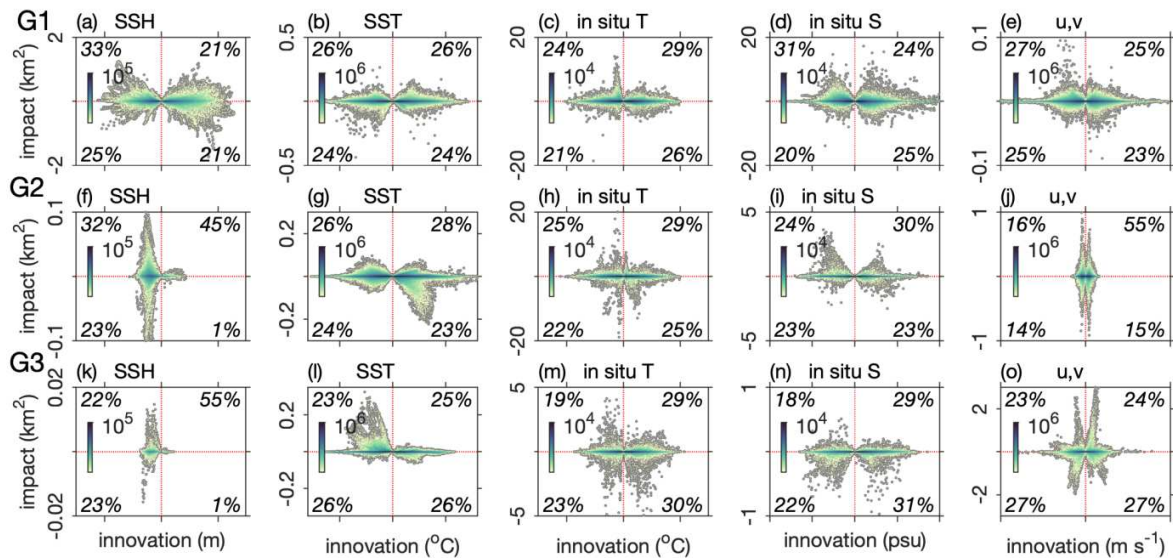 G1 (a) SSH (b) SST (c) in situ T (d) in situ S (e) u,v
impact (km²)
2 33% 21% 0.5 26% 26% 20 24% 29% 20 31% 24% 0.1 27% 25%
10⁵ 10⁶ 10⁴ 10⁴ 10⁶
-2 25% 21% -0.5 24% 24% -20 21% 26% -20 20% 25% -0.1 25% 23%
G2 (f) SSH (g) SST (h) in situ T (i) in situ S (j) u,v
impact (km²)
0.1 32% 45% 0.2 26% 28% 20 25% 29% 5 24% 30% 1 16% 55%
10⁵ 10⁶ 10⁴ 10⁴ 10⁶
-0.1 23% 1% -0.2 24% 23% -20 22% 25% -5 23% 23% -1 14% 15%
G3 (k) SSH (l) SST (m) in situ T (n) in situ S (o) u,v
impact (km²)
0.02 22% 55% 0.2 23% 25% 5 19% 29% 1 18% 29% 2 23% 24%
10⁵ 10⁶ 10⁴ 10⁴ 10⁶
-0.02 23% 1% -0.2 26% 26% -5 23% 30% -1 22% 31% -2 27% 27%
innovation (m) innovation (°C) innovation (°C) innovation (psu) innovation (m s⁻¹)